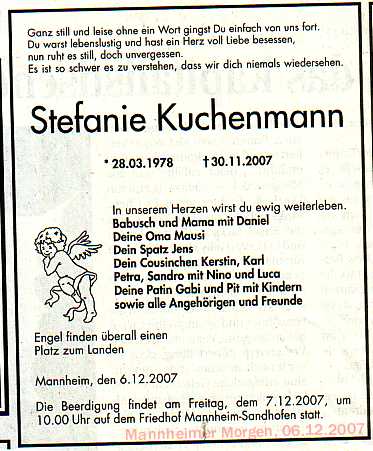 Ganz still und leise ohne ein Wort gingst Du einfach von uns fort.
Du warst lebenslustig und hast ein Herz voll Liebe besessen,
nun ruht es still, doch unvergessen.
Es ist so schwer es zu verstehen, dass wir dich niemals wiedersehen.
Stefanie Kuchenmann
* 28.03.1978 † 30.11.2007
In unserem Herzen wirst du ewig weiterleben.
Babusch und Mama mit Daniel
Deine Oma Mausi
Dein Spatz Jens
Dein Cousinchen Kerstin, Karl
Petra, Sandro mit Nino und Luca
Deine Patin Gabi und Pit mit Kindern
sowie alle Angehörigen und Freunde
Engel finden überall einen
Platz zum Landen
Mannheim, den 6.12.2007
Die Beerdigung findet am Freitag, dem 7.12.2007, um
10.00 Uhr auf dem Friedhof Mannheim-Sandhofen statt.
Mannheimer Morgen, 06.12.2007